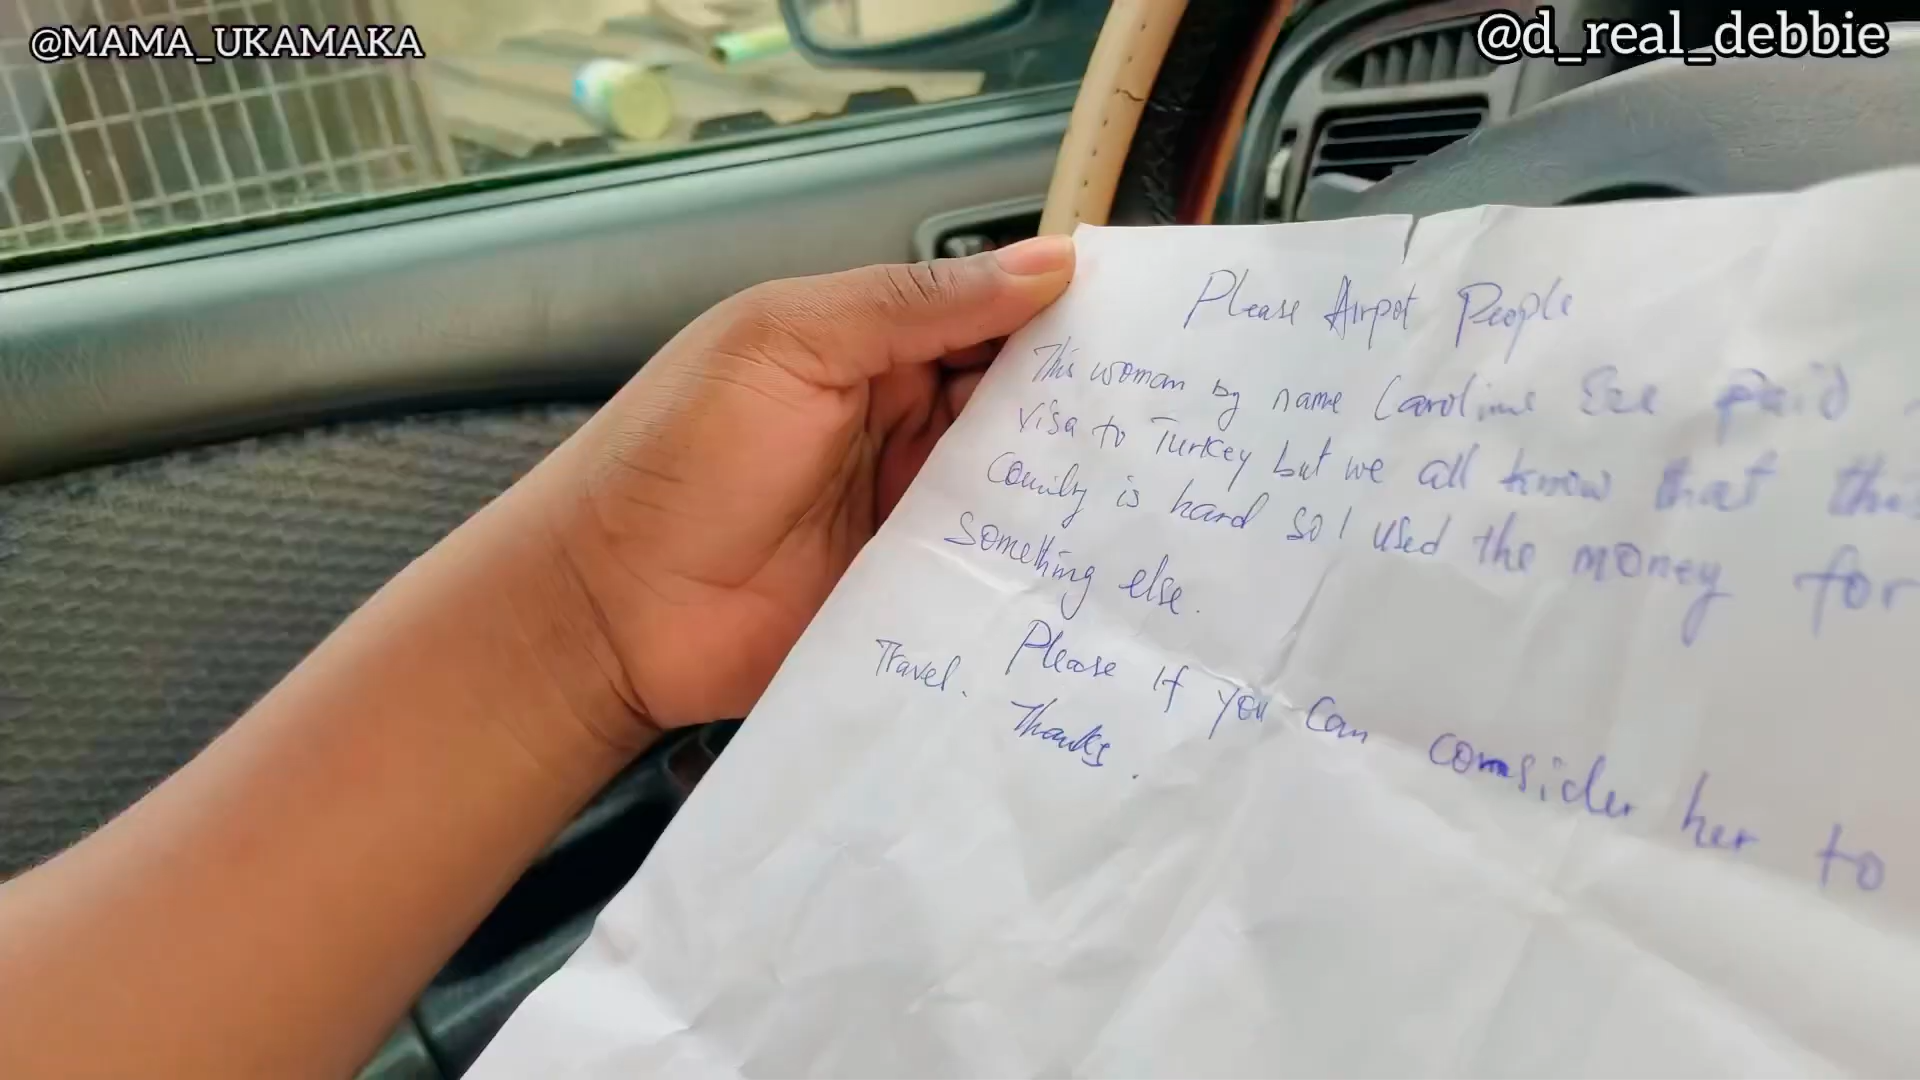 @MAMA_UKAMAKA
@d_real_debbie
Please Airpot People
This woman by name Caroline Eze paid
Visa to Turkey but we all know that this
Country is hard so I used the money for
Something else.
Please If you can consider her to
Travel.
Thanks.